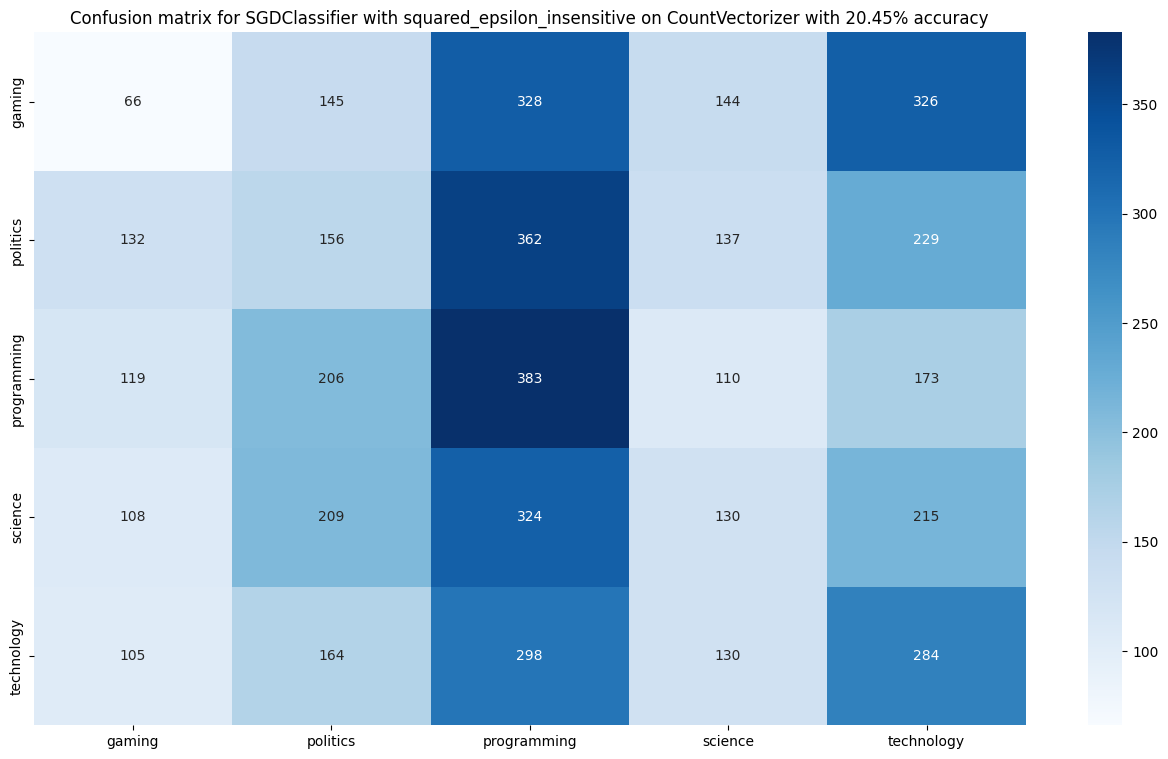 Confusion matrix for SGDClassifier with squared_epsilon_insensitive on CountVectorizer with 20.45% accuracy
gaming 66 145 328 144 326
politics 132 156 362 137 229
programming 119 206 383 110 173
science 108 209 324 130 215
technology 105 164 298 130 284
gaming politics programming science technology
350
300
250
200
150
100